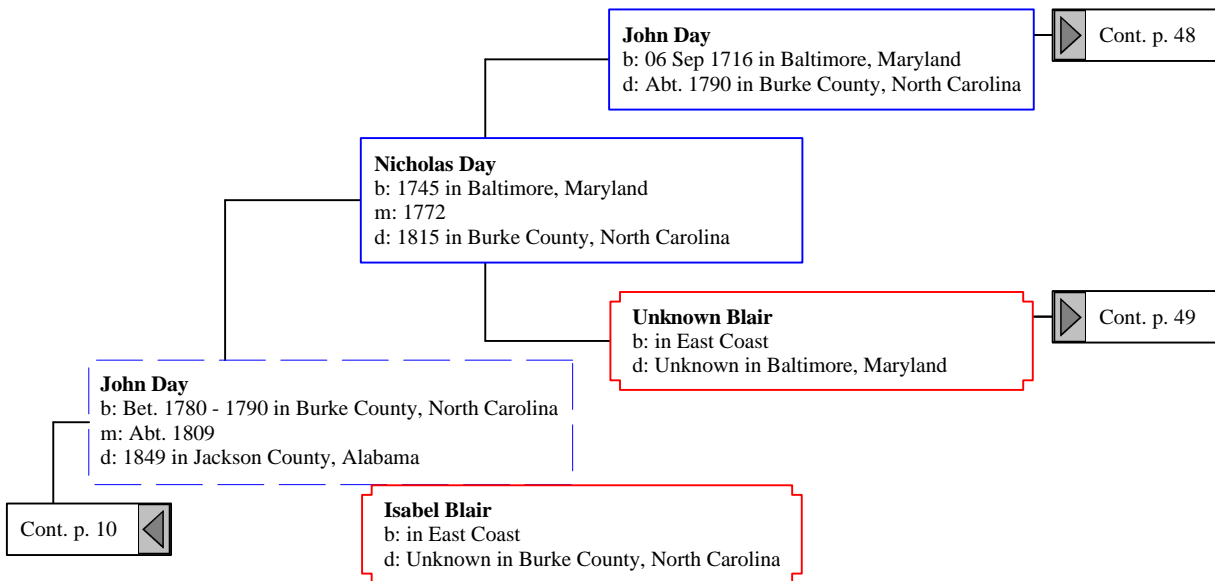 John Day
b: 06 Sep 1716 in Baltimore, Maryland
d: Abt. 1790 in Burke County, North Carolina
Cont. p. 48
Nicholas Day
b: 1745 in Baltimore, Maryland
m: 1772
d: 1815 in Burke County, North Carolina
Unknown Blair
b: in East Coast
d: Unknown in Baltimore, Maryland
Cont. p. 49
John Day
b: Bet. 1780 - 1790 in Burke County, North Carolina
m: Abt. 1809
d: 1849 in Jackson County, Alabama
Cont. p. 10
Isabel Blair
b: in East Coast
d: Unknown in Burke County, North Carolina